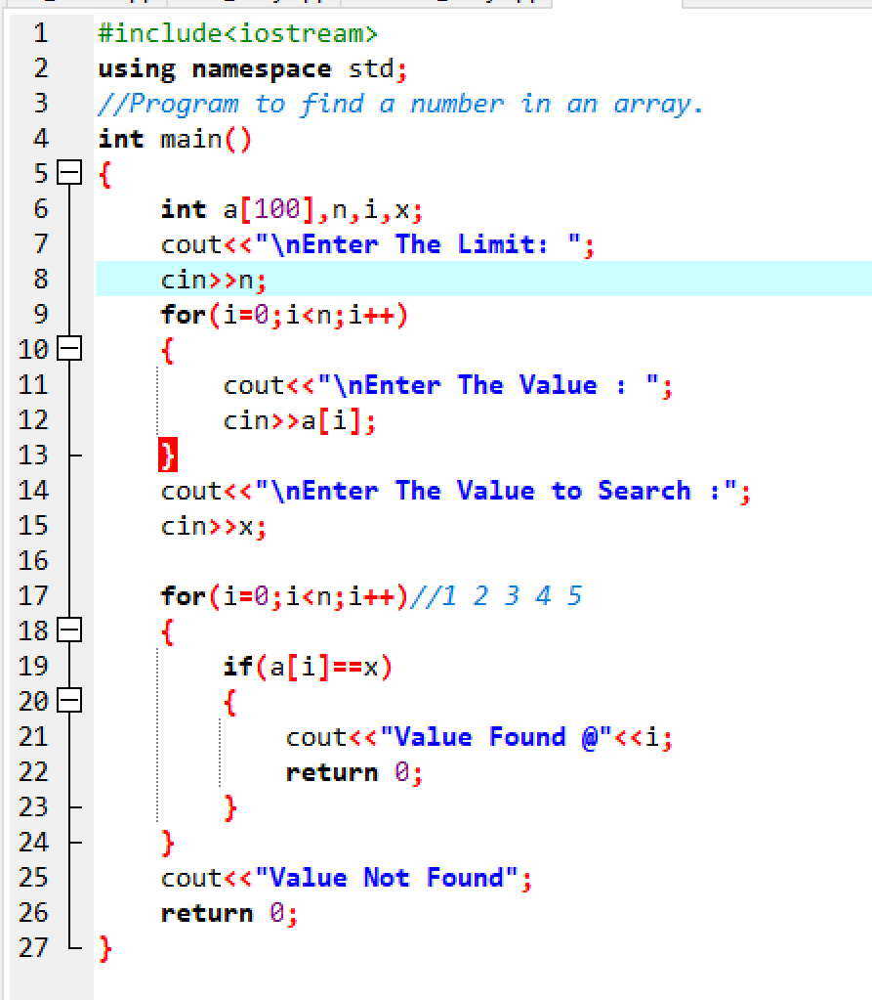 1 #include<iostream>
2 using namespace std;
3 //Program to find a number in an array.
4 int main()
5 {
6 int a[100],n,i,x;
7 cout<<"\nEnter The Limit: ";
8 cin>>n;
9 for(i=0;i<n;i++)
10 {
11 cout<<"\nEnter The Value : ";
12 cin>>a[i];
13 }
14 cout<<"\nEnter The Value to Search :";
15 cin>>x;
16
17 for(i=0;i<n;i++)//1 2 3 4 5
18 {
19 if(a[i]==x)
20 {
21 cout<<"Value Found @"<<i;
22 return 0;
23 }
24 }
25 cout<<"Value Not Found";
26 return 0;
27 }